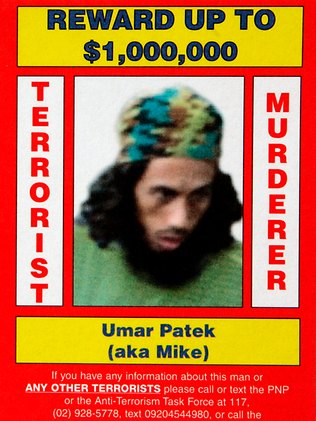 REWARD UP TO
$1,000,000
TERRORIST
MURDERER
Umar Patek
(aka Mike)
If you have any information about this man or
ANY OTHER TERRORISTS please call or text the PNP
or the Anti-Terrorism Task Force at 117,
(02) 928-5778, text 09204544980, or call the